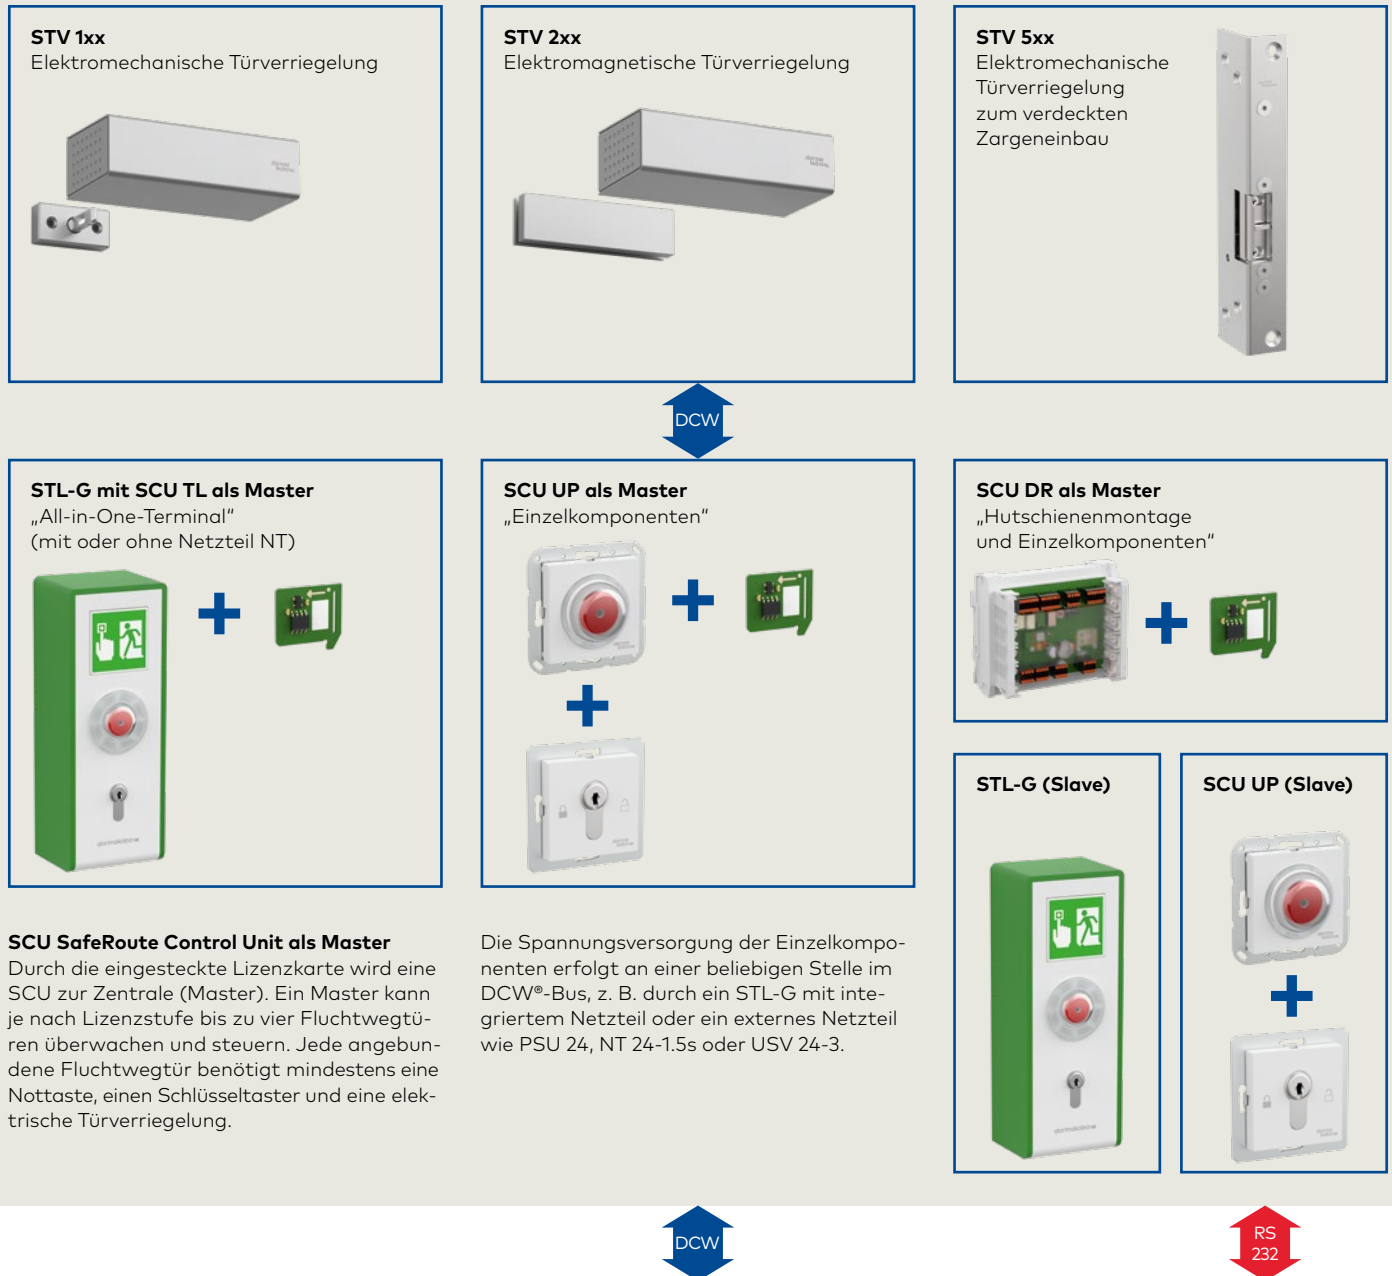 STV 1xx
Elektromechanische Türverriegelung
STV 2xx
Elektromagnetische Türverriegelung
STV 5xx
Elektromechanische
Türverriegelung
zum verdeckten
Zargeneinbau
DCW
STL-G mit SCU TL als Master
„All-in-One-Terminal“
(mit oder ohne Netzteil NT)
SCU UP als Master
„Einzelkomponenten“
SCU DR als Master
„Hutschienenmontage
und Einzelkomponenten“
STL-G (Slave)
SCU UP (Slave)
SCU SafeRoute Control Unit als Master
Durch die eingesteckte Lizenzkarte wird eine
SCU zur Zentrale (Master). Ein Master kann
je nach Lizenzstufe bis zu vier Fluchtwegtü-
ren überwachen und steuern. Jede angebun-
dene Fluchtwegtür benötigt mindestens eine
Nottaste, einen Schlüsseltaster und eine elek-
trische Türverriegelung.
Die Spannungsversorgung der Einzelkompo-
nenten erfolgt an einer beliebigen Stelle im
DCW®-Bus, z. B. durch ein STL-G mit inte-
griertem Netzteil oder ein externes Netzteil
wie PSU 24, NT 24-1.5s oder USV 24-3.
DCW
RS
232